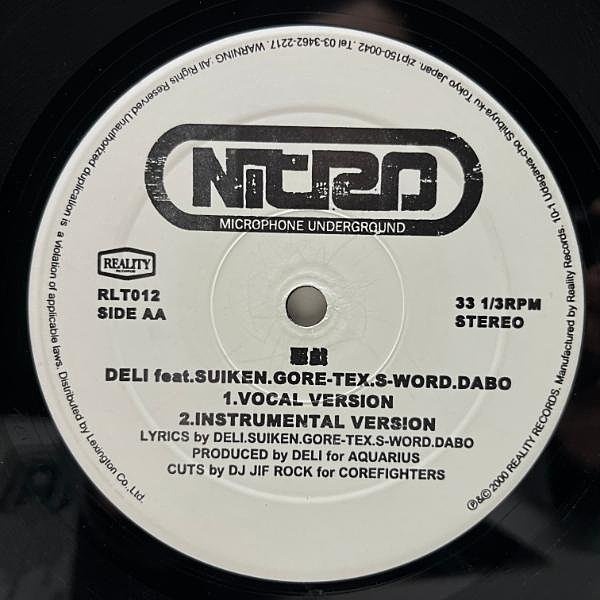 NITRO
MICROPHONE UNDERGROUND
REALITY
RECORDS
RLT012
SIDE AA
33 1/3RPM
STEREO
悪戯
DELI feat.SUIKEN.GORE-TEX.S-WORD.DABO
1.VOCAL VERSION
2.INSTRUMENTAL VERSION
LYRICS by DELI.SUIKEN.GORE-TEX.S-WORD.DABO
PRODUCED by DELI for AQUARIUS
CUTS by DJ JIF ROCK for COREFIGHTERS
℗&© 2000 REALITY RECORDS. Manufactured by Reality Records. 10-1 Udagawa-cho Shibuya-ku Tokyo Japan. zip150-0042. Tel 03-3462-2217. WARNING: All Rights Reserved Unauthorized duplication is a violation of applicable laws. Distributed by Lexington Co.,Ltd.